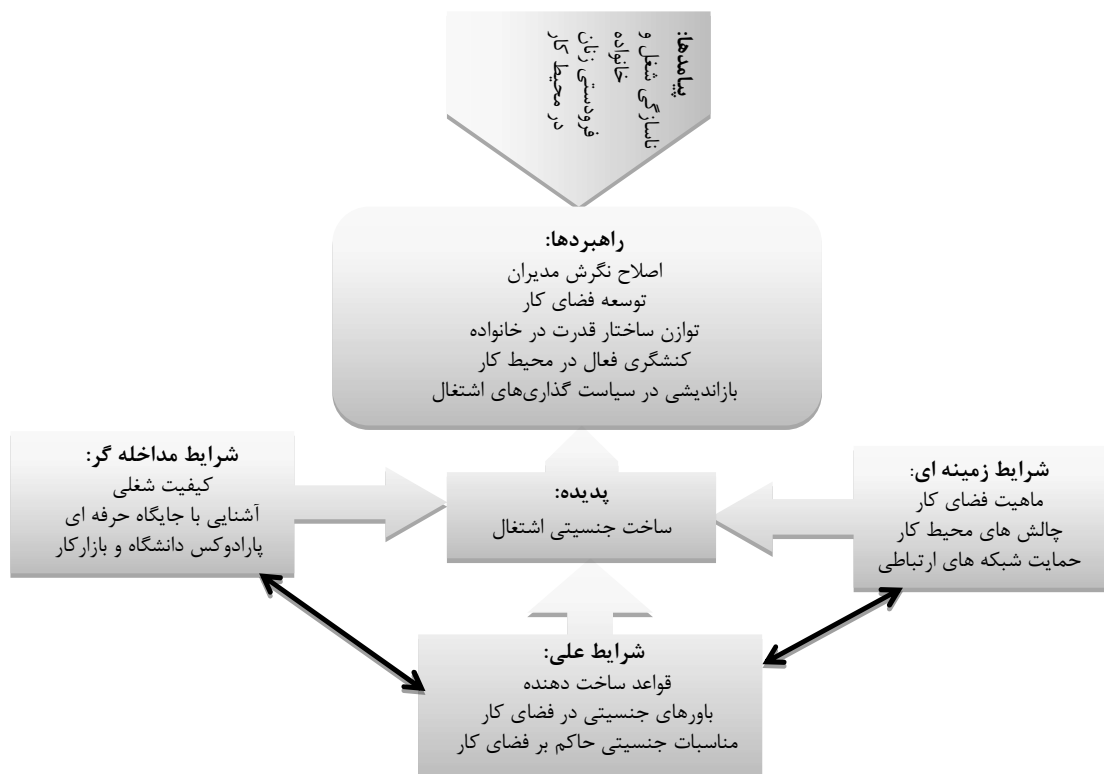 پیامدها:
ناسازگی شغل و
خانواده
فرودستی زنان
در محیط کار
راهبردها:
اصلاح نگرش مدیران
توسعه فضای کار
توازن ساختار قدرت در خانواده
کنشگری فعال در محیط کار
بازاندیشی در سیاست گذاری‌های اشتغال
شرایط زمینه ای:
ماهیت فضای کار
چالش های محیط کار
حمایت شبکه های ارتباطی
پدیده:
ساخت جنسیتی اشتغال
شرایط مداخله گر:
کیفیت شغلی
آشنایی با جایگاه حرفه ای
پارادوکس دانشگاه و بازارکار
شرایط علی:
قواعد ساخت دهنده
باورهای جنسیتی در فضای کار
مناسبات جنسیتی حاکم بر فضای کار